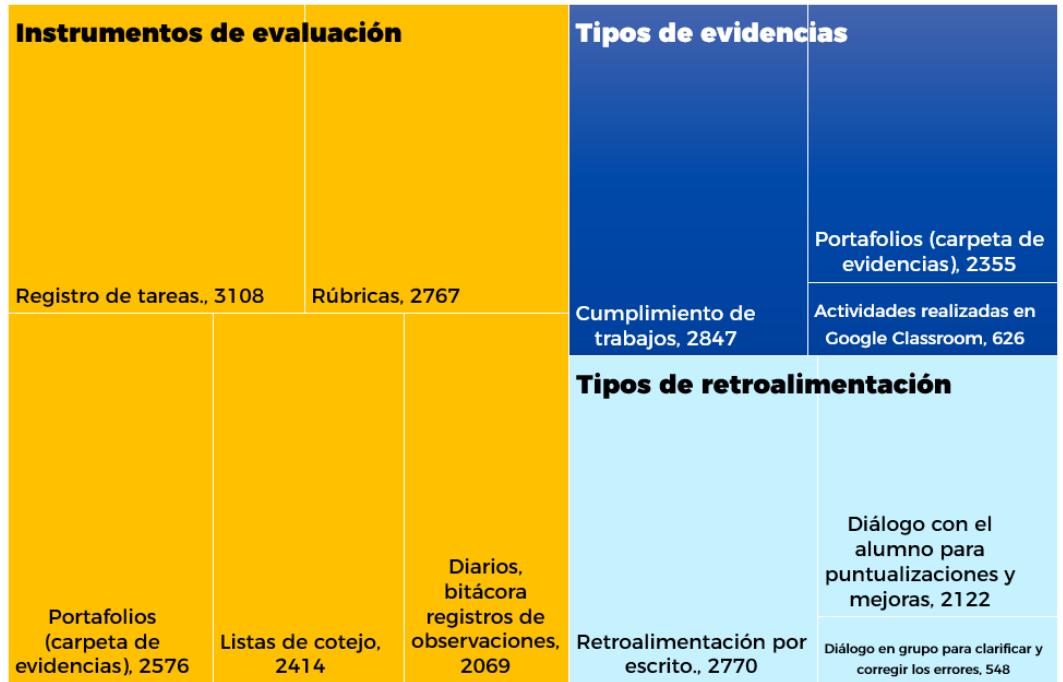 Instrumentos de evaluación
Registro de tareas., 3108
Rúbricas, 2767
Portafolios
(carpeta de
evidencias), 2576
Listas de cotejo,
2414
Diarios,
bitácora
registros de
observaciones,
2069
Tipos de evidencias
Cumplimiento de
trabajos, 2847
Portafolios (carpeta de
evidencias), 2355
Actividades realizadas en
Google Classroom, 626
Tipos de retroalimentación
Retroalimentación por
escrito., 2770
Diálogo con el
alumno para
puntualizaciones y
mejoras, 2122
Diálogo en grupo para clarificar y
corregir los errores, 548